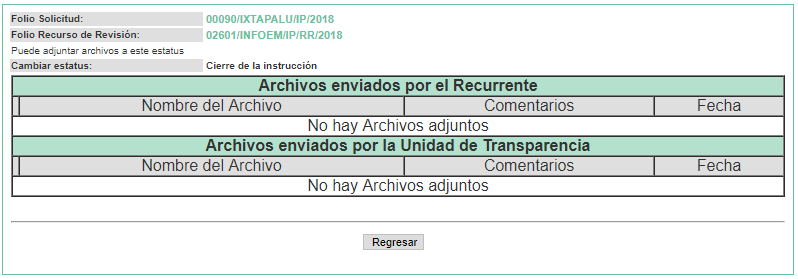 Folio Solicitud: 00090/IXTAPALU/IP/2018
Folio Recurso de Revisión: 02601/INFOEM/IP/RR/2018
Puede adjuntar archivos a este estatus
Cambiar estatus: Cierre de la instrucción
Archivos enviados por el Recurrente
Nombre del Archivo Comentarios Fecha
No hay Archivos adjuntos
Archivos enviados por la Unidad de Transparencia
Nombre del Archivo Comentarios Fecha
No hay Archivos adjuntos
Regresar